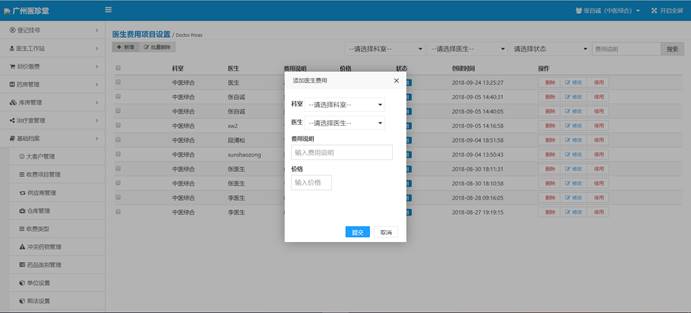 广州医珍堂
张自诚（中医综合）
开启全屏
登记挂号
医生工作站
划价缴费
药房管理
库房管理
治疗室管理
基础档案
大客户管理
收费项目管理
供应商管理
仓库管理
收费类型
冲突药物管理
药品类别管理
单位设置
煎法设置
医生费用项目设置 / Doctor Prices
新增 批量删除
--请选择科室-- --请选择医生-- 请选择状态 费用说明 搜索
科室 医生 费用说明 价格 状态 创建时间 操作
中医综合 医生 2018-09-24 13:25:27 删除 修改 停用
中医综合 张自诚 2018-09-05 14:40:31 删除 修改 停用
中医综合 张自诚 2018-09-05 14:40:01 删除 修改 停用
中医综合 xw2 2018-09-05 14:16:58 删除 修改 停用
中医综合 2018-09-04 18:51:56 删除 修改 停用
中医综合 2018-09-04 13:50:43 删除 修改 停用
中医综合 张医生 2018-08-30 18:11:31 删除 修改 停用
中医综合 张医生 2018-08-30 18:10:58 删除 修改 停用
中医综合 李医生 2018-08-28 09:16:05 删除 修改 停用
中医综合 李医生 2018-08-27 19:19:15 删除 修改 停用
添加医生费用
科室 --请选择科室--
医生 --请选择医生--
费用说明
输入费用说明
价格
输入价格
提交 取消